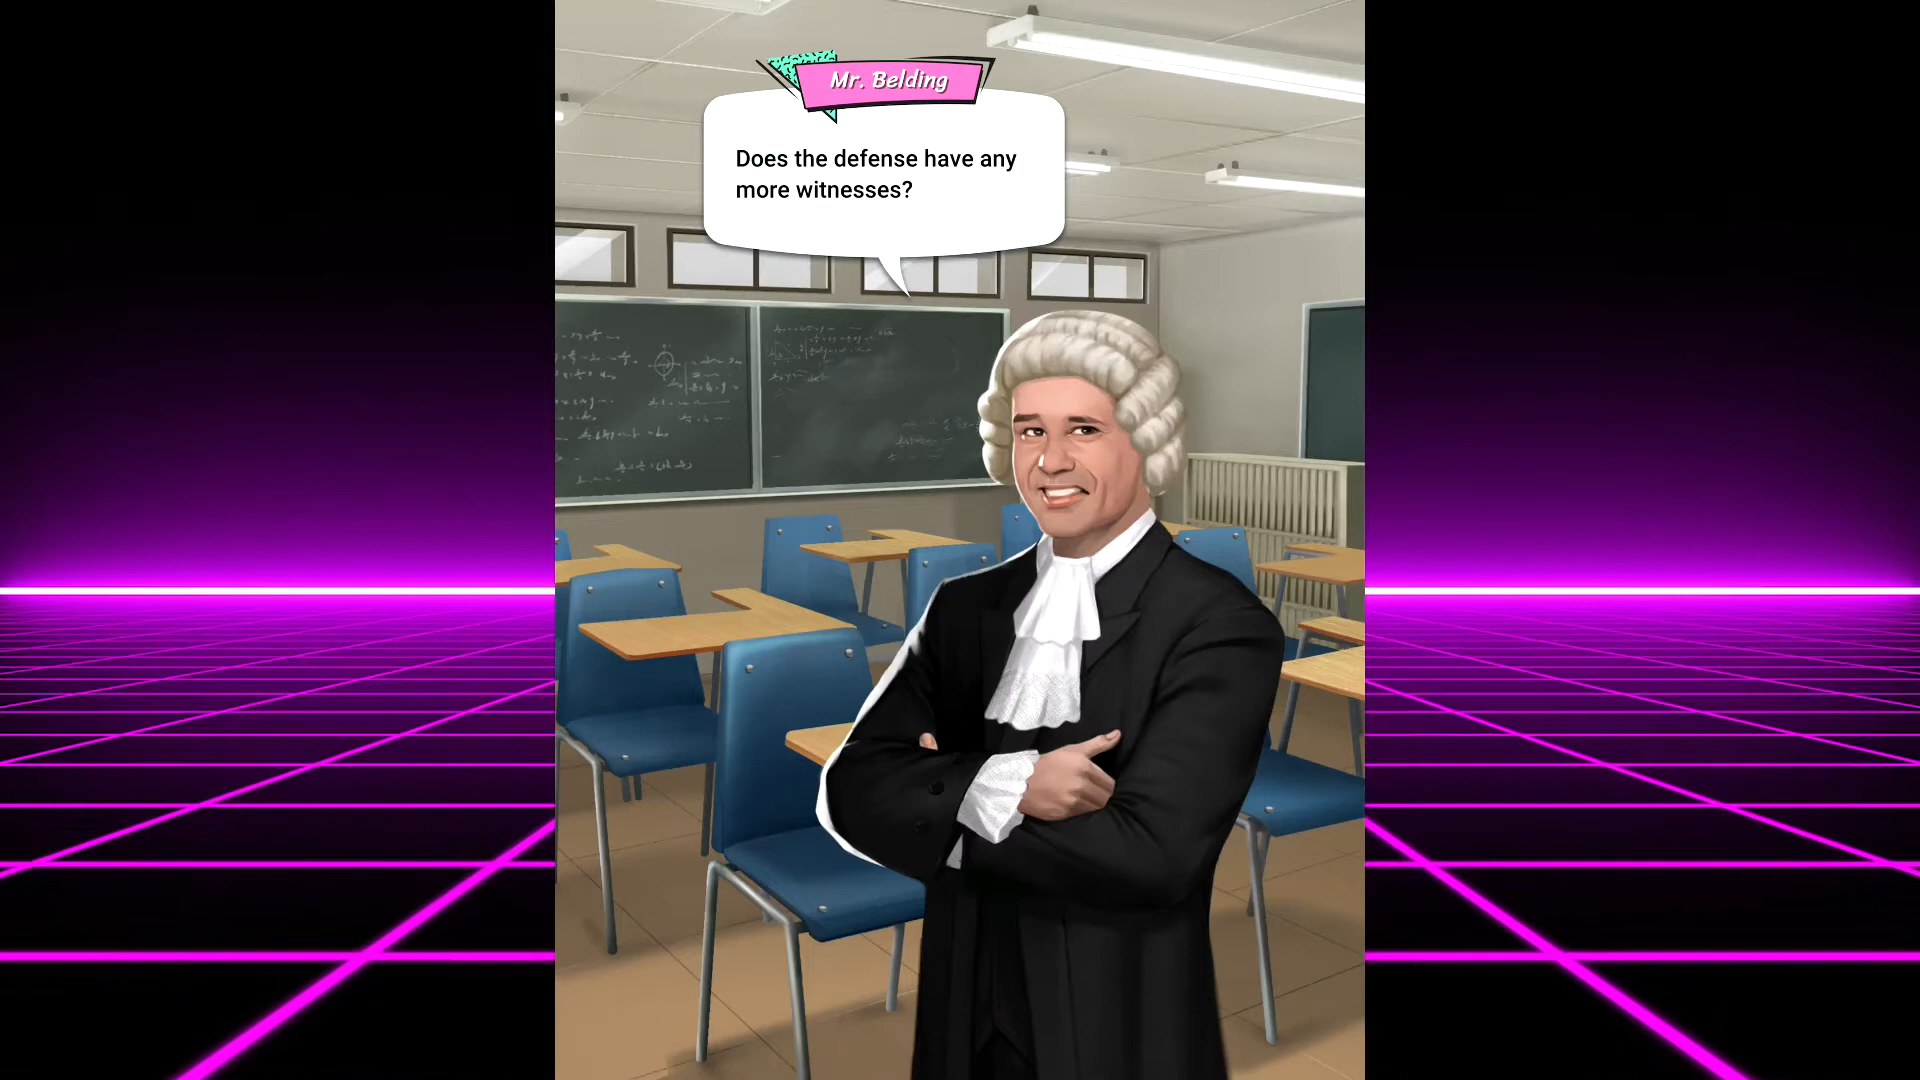 Mr. Belding
Does the defense have any
more witnesses?